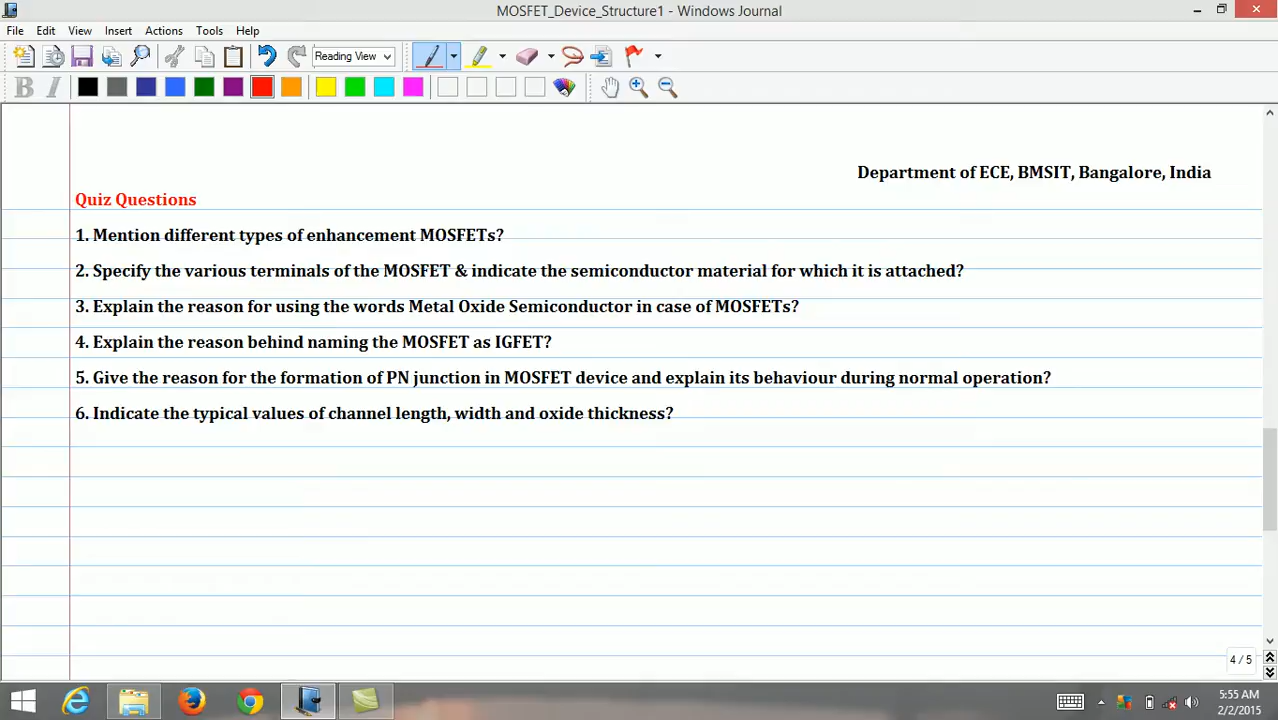 MOSFET_Device_Structure1 - Windows Journal
File Edit View Insert Actions Tools Help
Reading View
B I
Department of ECE, BMSIT, Bangalore, India
Quiz Questions
1. Mention different types of enhancement MOSFETs?
2. Specify the various terminals of the MOSFET & indicate the semiconductor material for which it is attached?
3. Explain the reason for using the words Metal Oxide Semiconductor in case of MOSFETs?
4. Explain the reason behind naming the MOSFET as IGFET?
5. Give the reason for the formation of PN junction in MOSFET device and explain its behaviour during normal operation?
6. Indicate the typical values of channel length, width and oxide thickness?
4 / 5
5:55 AM
2/2/2015